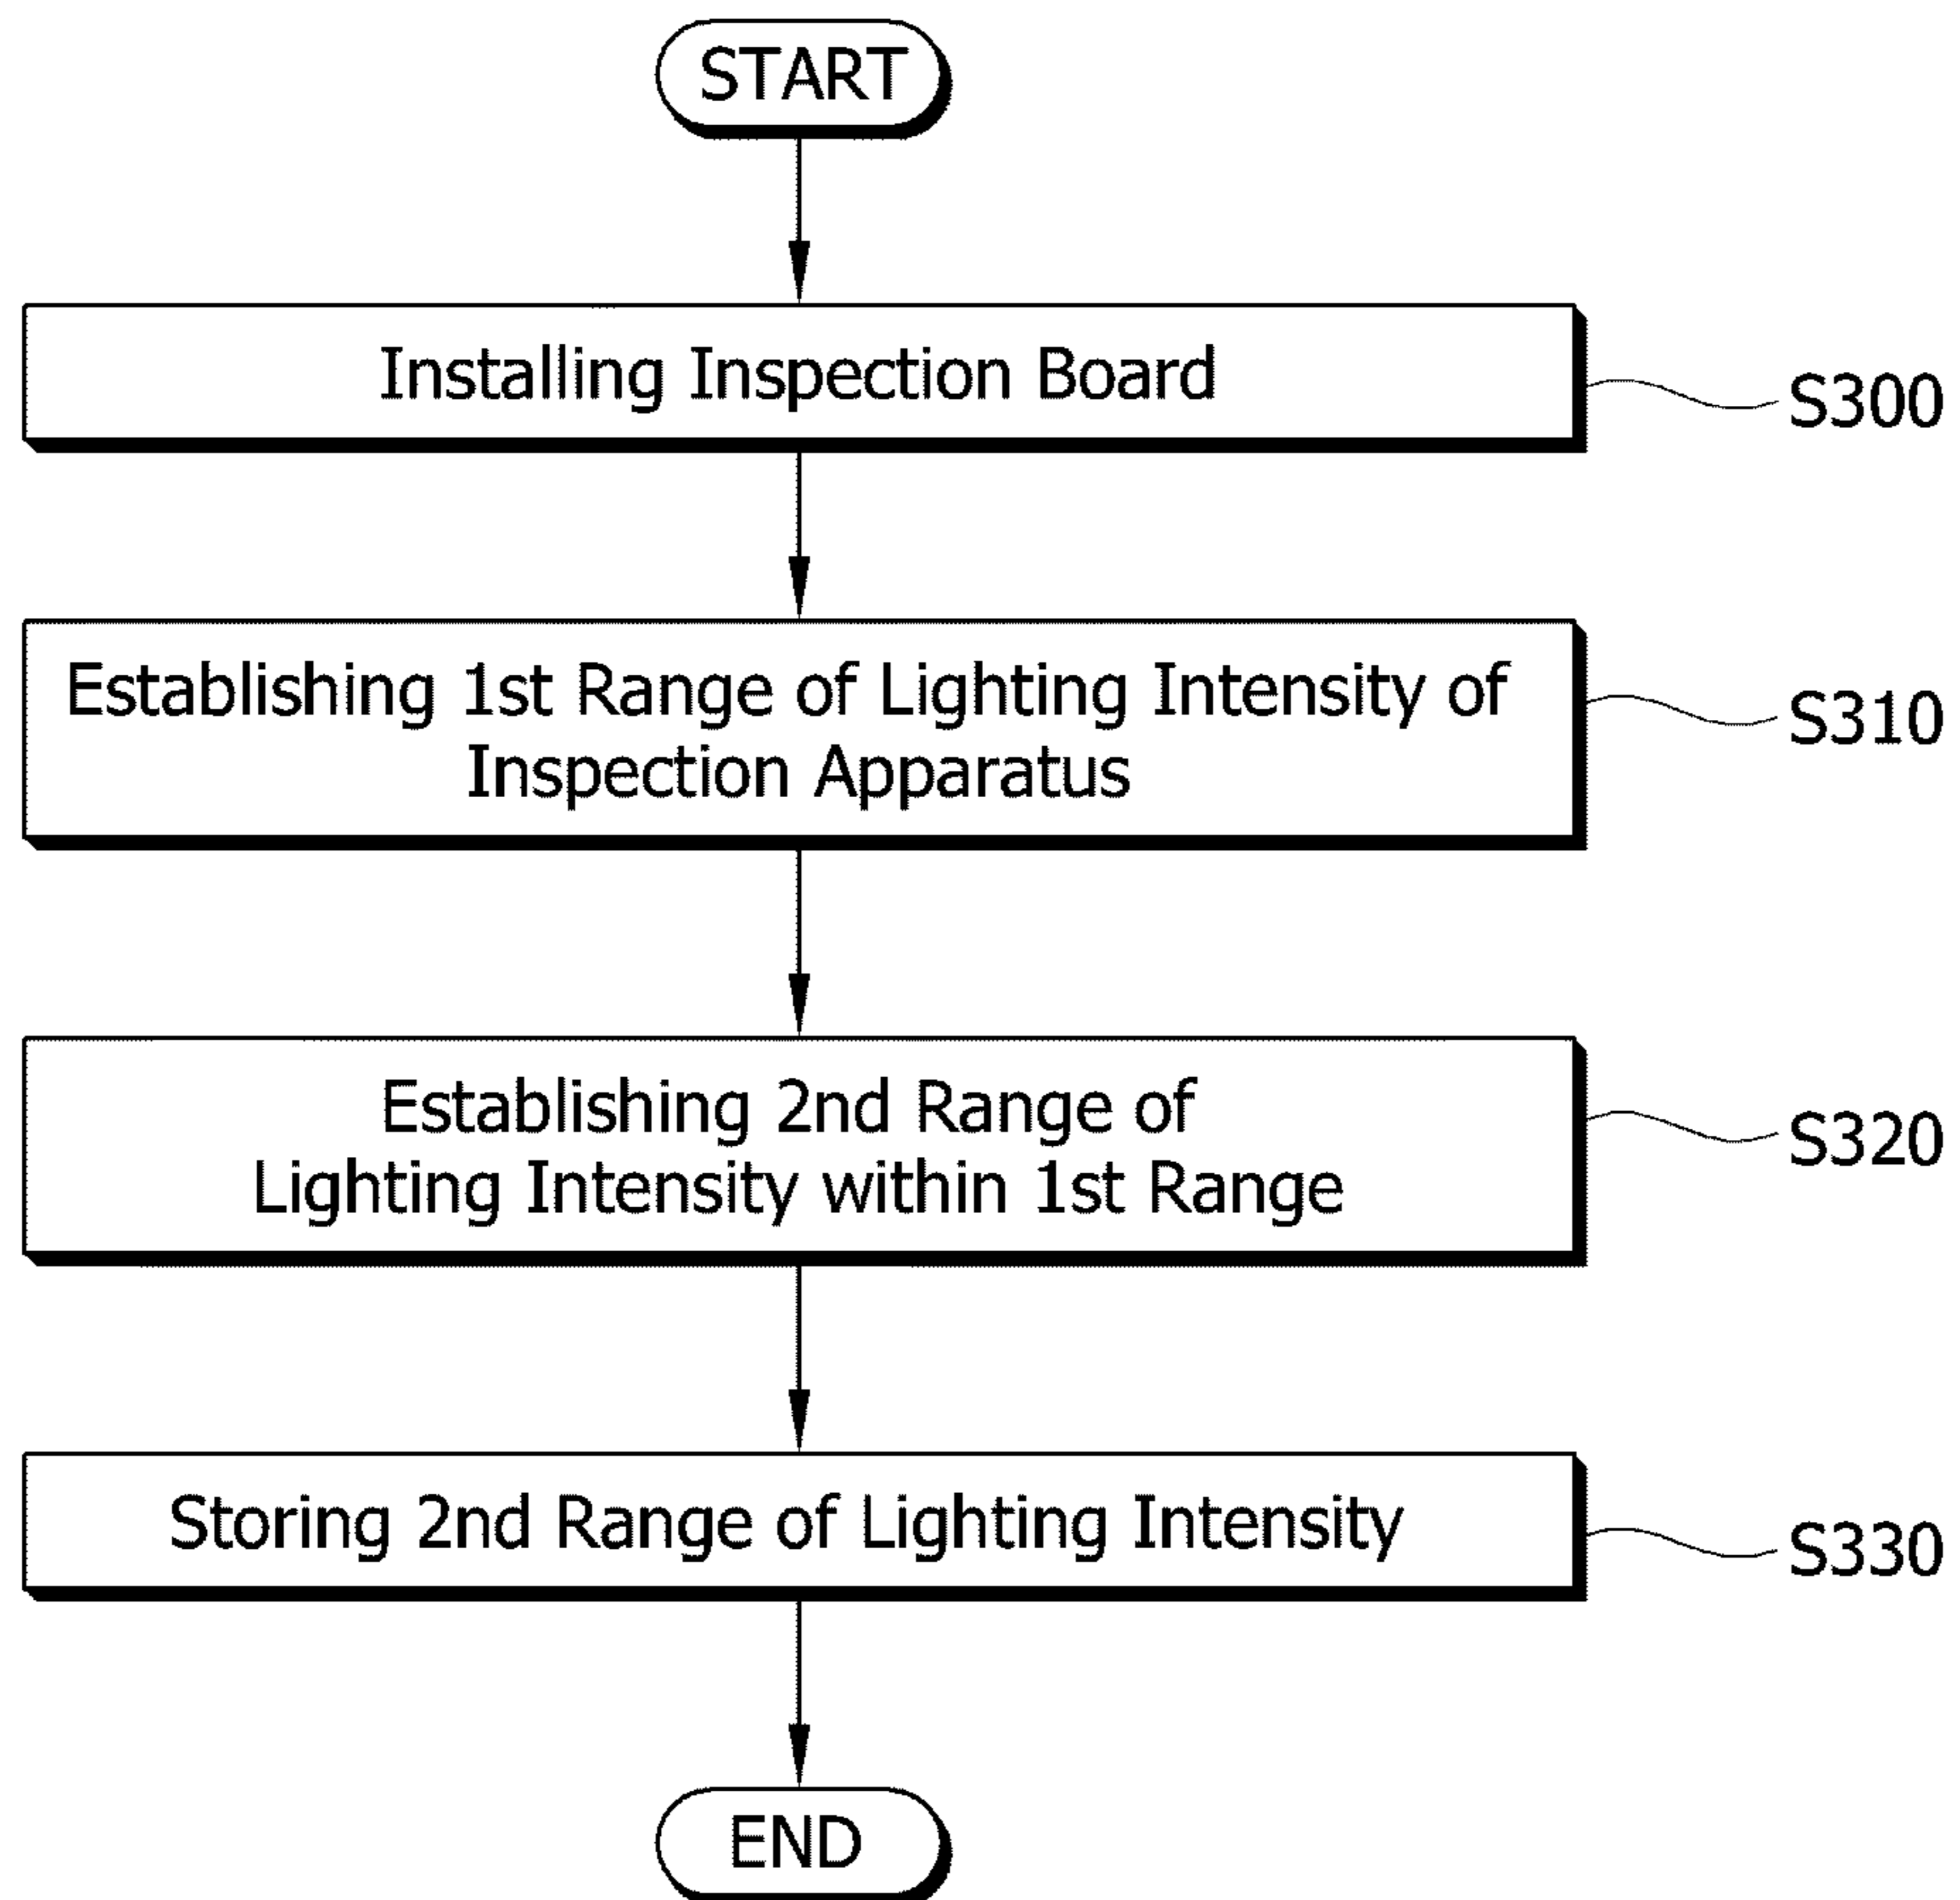 START
Installing Inspection Board
S300
Establishing 1st Range of Lighting Intensity of
Inspection Apparatus
S310
Establishing 2nd Range of
Lighting Intensity within 1st Range
S320
Storing 2nd Range of Lighting Intensity
S330
END